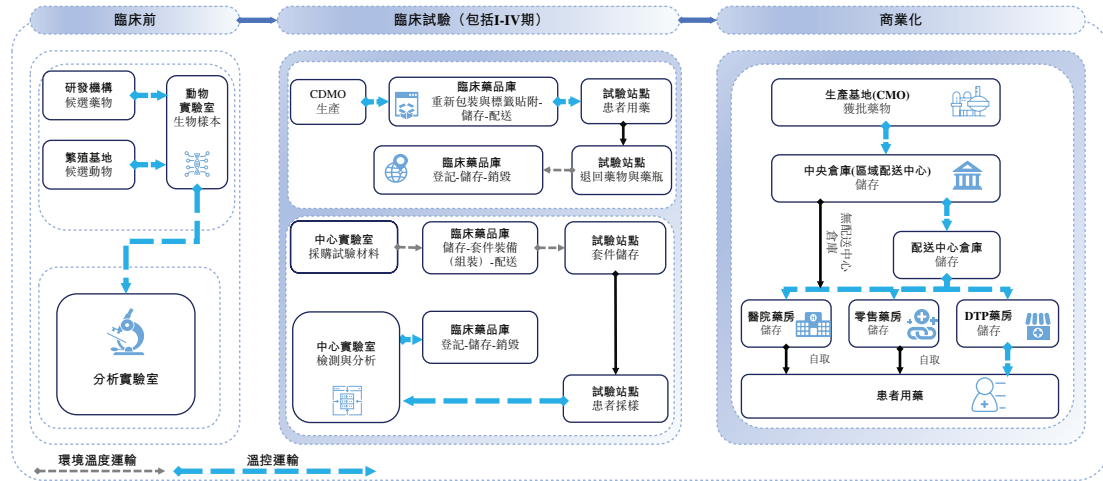 臨床前
臨床試驗（包括I-IV期）
商業化
研發機構
候選藥物
動物
實驗室
生物樣本
繁殖基地
候選動物
分析實驗室
CDMO
生產
臨床藥品庫
重新包裝與標籤貼附-
儲存-配送
試驗站點
患者用藥
臨床藥品庫
登記-儲存-銷毀
試驗站點
退回藥物與藥瓶
中心實驗室
採購試驗材料
臨床藥品庫
儲存-套件裝備
（組裝）-配送
試驗站點
套件儲存
中心實驗室
檢測與分析
臨床藥品庫
登記-儲存-銷毀
試驗站點
患者採樣
生產基地(CMO)
獲批藥物
中央倉庫(區域配送中心)
儲存
無配送中心
倉庫
配送中心倉庫
儲存
醫院藥房
儲存
零售藥房
儲存
DTP藥房
儲存
自取
自取
患者用藥
環境溫度運輸
溫控運輸